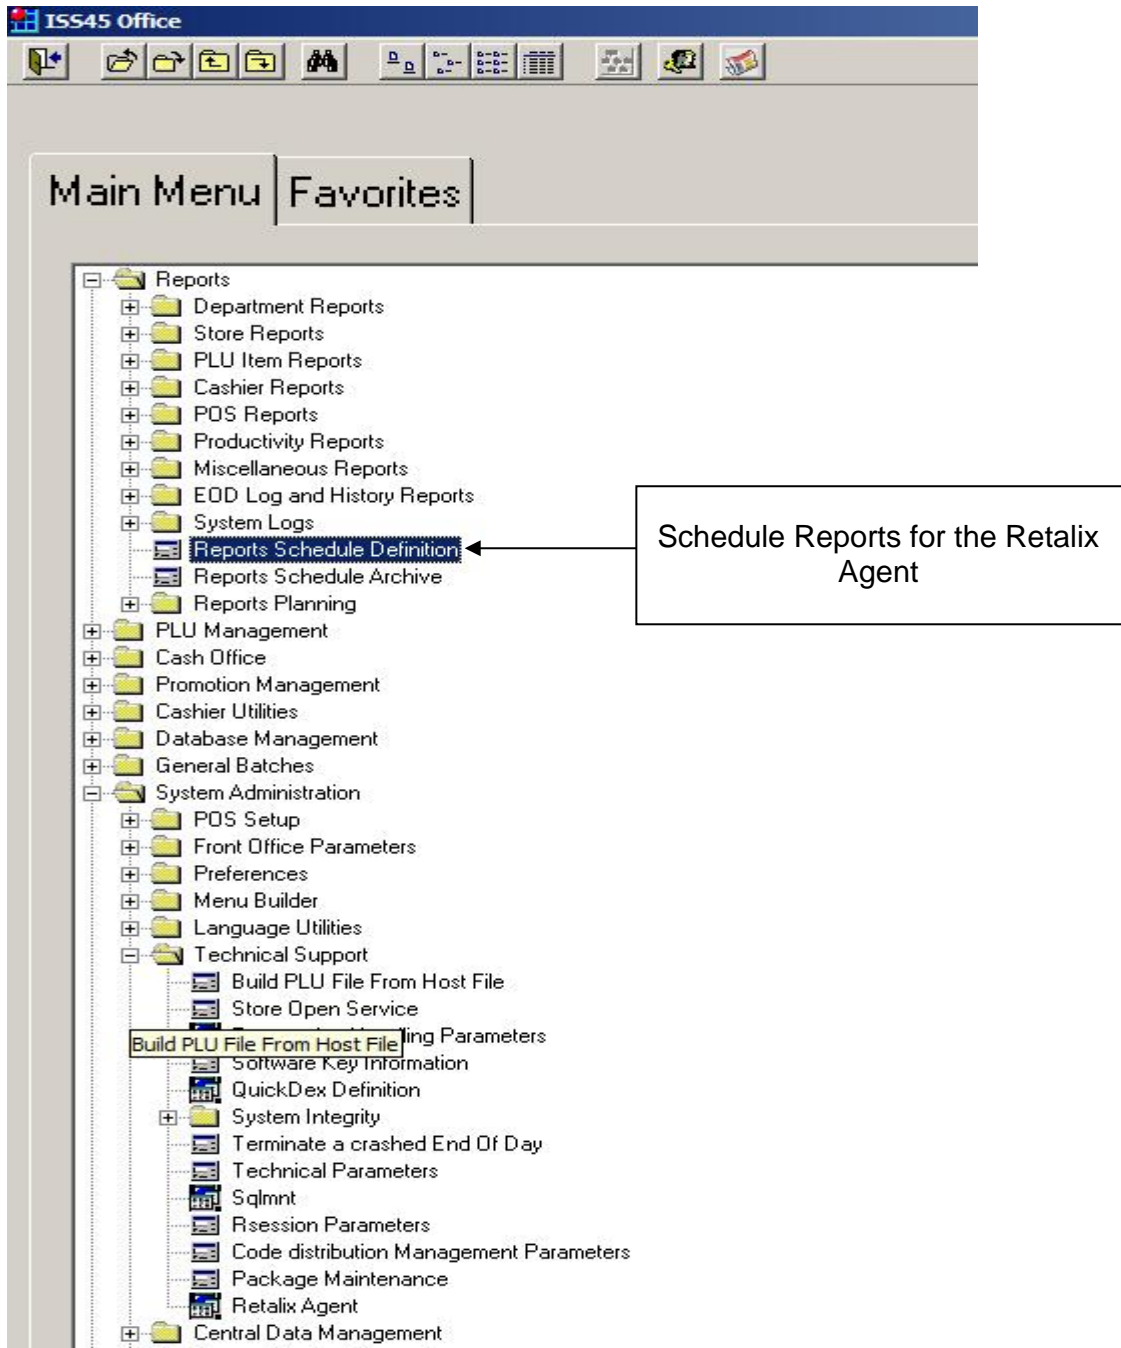 ISS45 Office
Main Menu Favorites
Reports
Department Reports
Store Reports
PLU Item Reports
Cashier Reports
POS Reports
Productivity Reports
Miscellaneous Reports
EOD Log and History Reports
System Logs
Reports Schedule Definition
Schedule Reports for the Retalix
Agent
Reports Schedule Archive
Reports Planning
PLU Management
Cash Office
Promotion Management
Cashier Utilities
Database Management
General Batches
System Administration
POS Setup
Front Office Parameters
Preferences
Menu Builder
Language Utilities
Technical Support
Build PLU File From Host File
Store Open Service
ling Parameters
Build PLU File From Host File
Software Key Information
QuickDex Definition
System Integrity
Terminate a crashed End Of Day
Technical Parameters
Sqlmnt
Rsession Parameters
Code distribution Management Parameters
Package Maintenance
Retalix Agent
Central Data Management